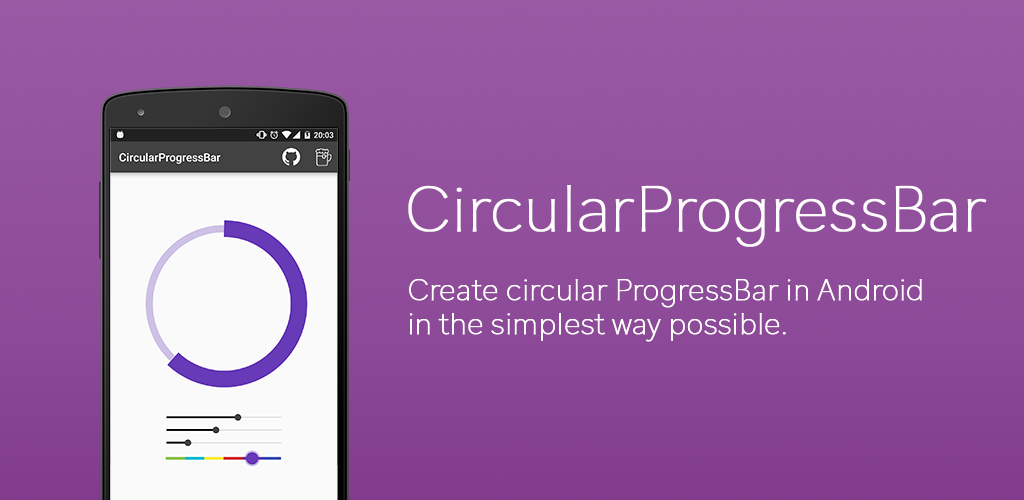 20:03
CircularProgressBar
CircularProgressBar
Create circular ProgressBar in Android
in the simplest way possible.